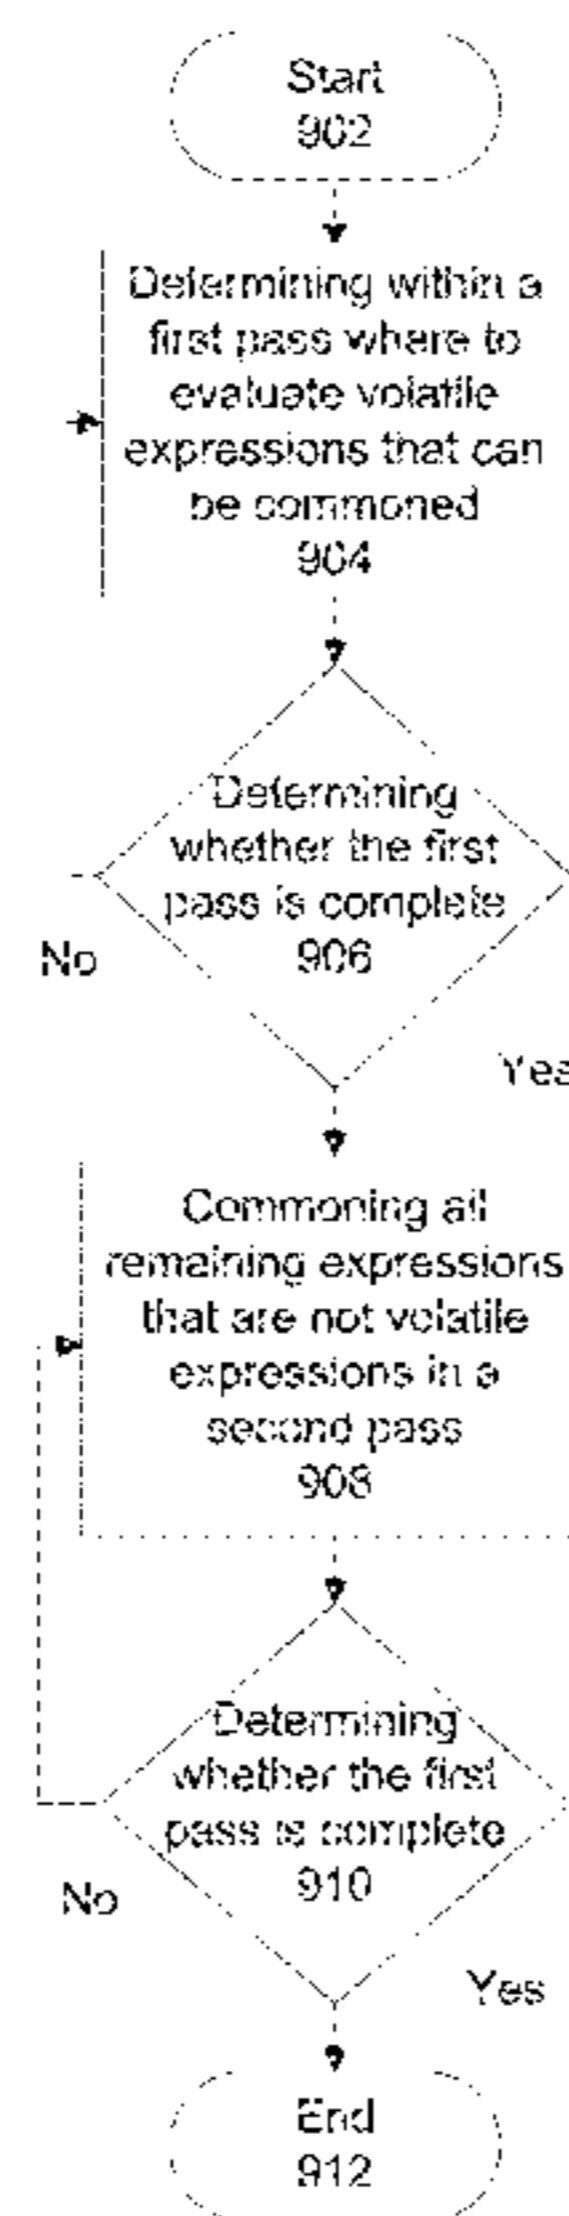 Start
902
Determining within a
first pass where to
evaluate volatile
expressions that can
be commoned
904
Determining
whether the first
pass is complete
906
No
Yes
Commoning all
remaining expressions
that are not volatile
expressions in a
second pass
908
Determining
whether the first
pass is complete
910
No
Yes
End
912